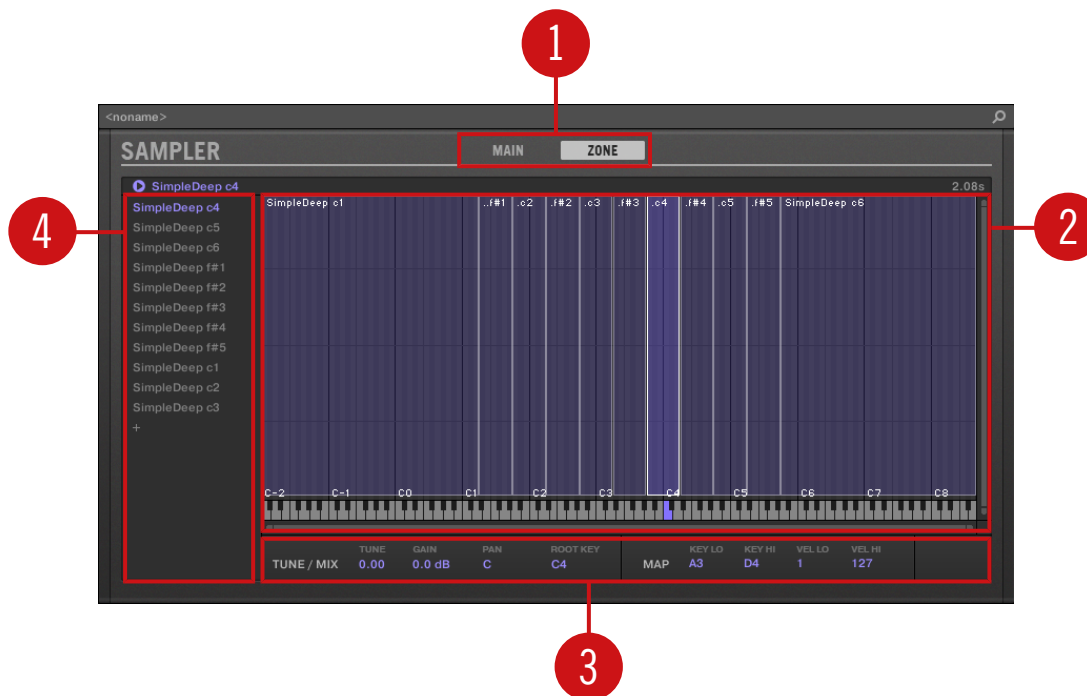 1
<noname>
SAMPLER
MAIN ZONE
SimpleDeep c4 2.08s
4
2
SimpleDeep c4
SimpleDeep c5
SimpleDeep c6
SimpleDeep f#1
SimpleDeep f#2
SimpleDeep f#3
SimpleDeep f#4
SimpleDeep f#5
SimpleDeep c1
SimpleDeep c2
SimpleDeep c3
+
SimpleDeep c1 ..f#1 .c2 .f#2 .c3 .f#3 .c4 .f#4 .c5 .f#5 SimpleDeep c6
C-2 C-1 C0 C1 C2 C3 C4 C5 C6 C7 C8
TUNE GAIN PAN ROOT KEY KEY LO KEY HI VEL LO VEL HI
TUNE / MIX 0.00 0.0 dB C C4 MAP A3 D4 1 127
3